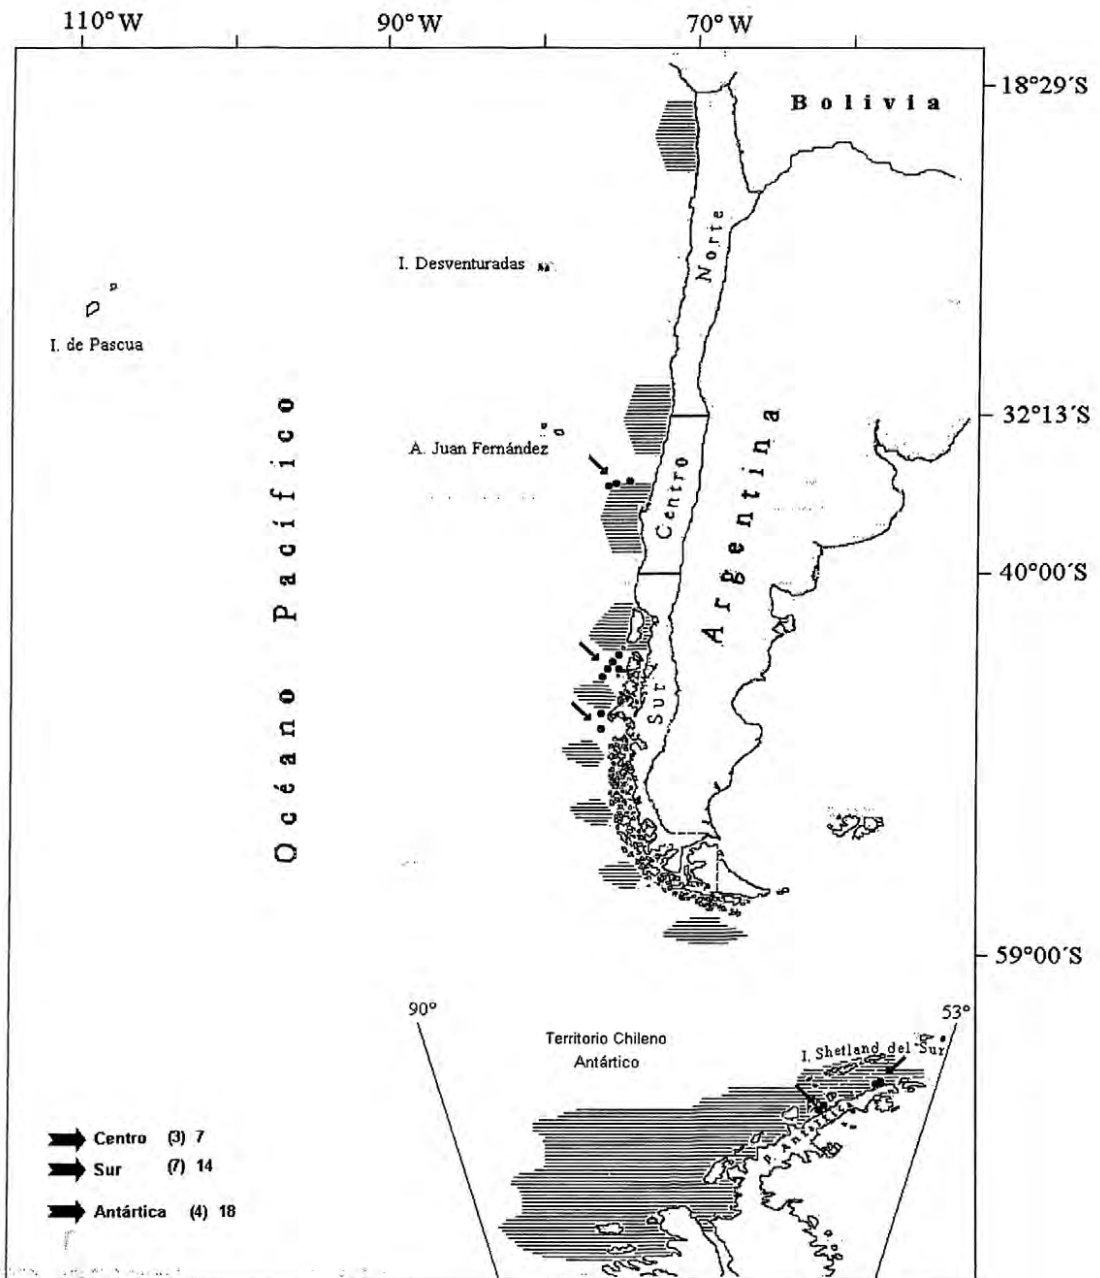 110°W 90°W 70°W
18°29´S
Bolivia
Norte
I. Desventuradas
I. de Pascua
32°13´S
A. Juan Fernández
Océano Pacífico
Centro
Argentina
40°00´S
Sur
59°00´S
90° 53°
Territorio Chileno
Antártico
I. Shetland del Sur
P. Antártica
Centro (3) 7
Sur (7) 14
Antártica (4) 18